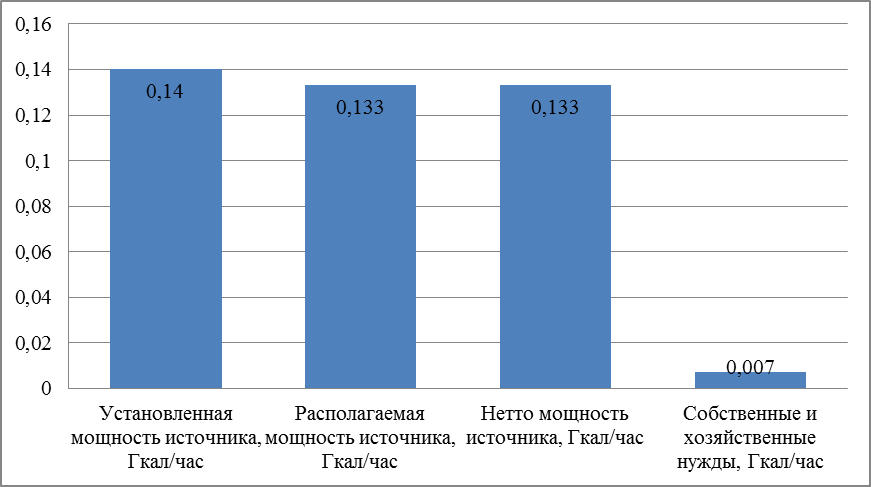 0,16
0,14
0,12
0,1
0,08
0,06
0,04
0,02
0
0,14
0,133
0,133
0,007
Установленная
мощность источника,
Гкал/час
Располагаемая
мощность источника,
Гкал/час
Нетто мощность
источника, Гкал/час
Собственные и
хозяйственные
нужды, Гкал/час